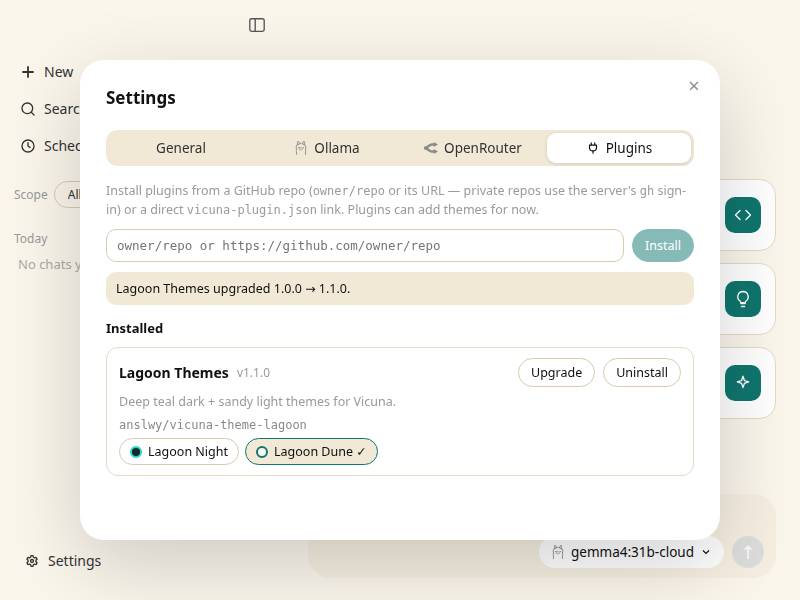 New
Searc
Sched
Scope All
Today
No chats y
Settings
Settings
×
General Ollama OpenRouter Plugins
Install plugins from a GitHub repo (owner/repo or its URL — private repos use the server's gh sign-
in) or a direct vicuna-plugin.json link. Plugins can add themes for now.
owner/repo or https://github.com/owner/repo Install
Lagoon Themes upgraded 1.0.0 → 1.1.0.
Installed
Lagoon Themes v1.1.0 Upgrade Uninstall
Deep teal dark + sandy light themes for Vicuna.
anslwy/vicuna-theme-lagoon
Lagoon Night Lagoon Dune ✓
gemma4:31b-cloud